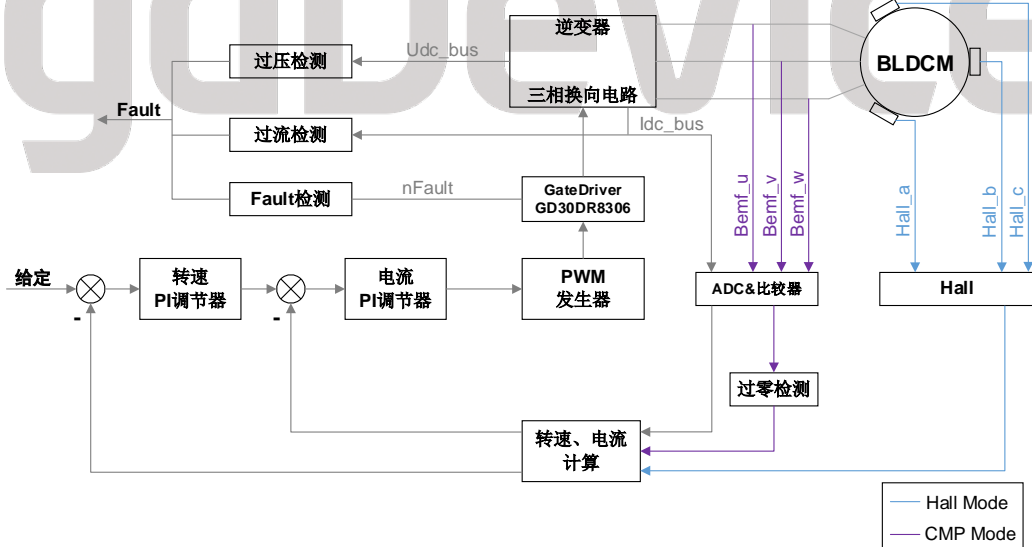 逆变器
三相换向电路
BLDCM
过压检测
Udc_bus
Fault
过流检测
Idc_bus
Fault检测
nFault
GateDriver
GD30DR8306
Bemf_u
Bemf_v
Bemf_w
Hall_a
Hall_b
Hall_c
给定
-
转速
PI调节器
-
电流
PI调节器
PWM
发生器
ADC&比较器
Hall
过零检测
转速、电流
计算
Hall Mode
CMP Mode